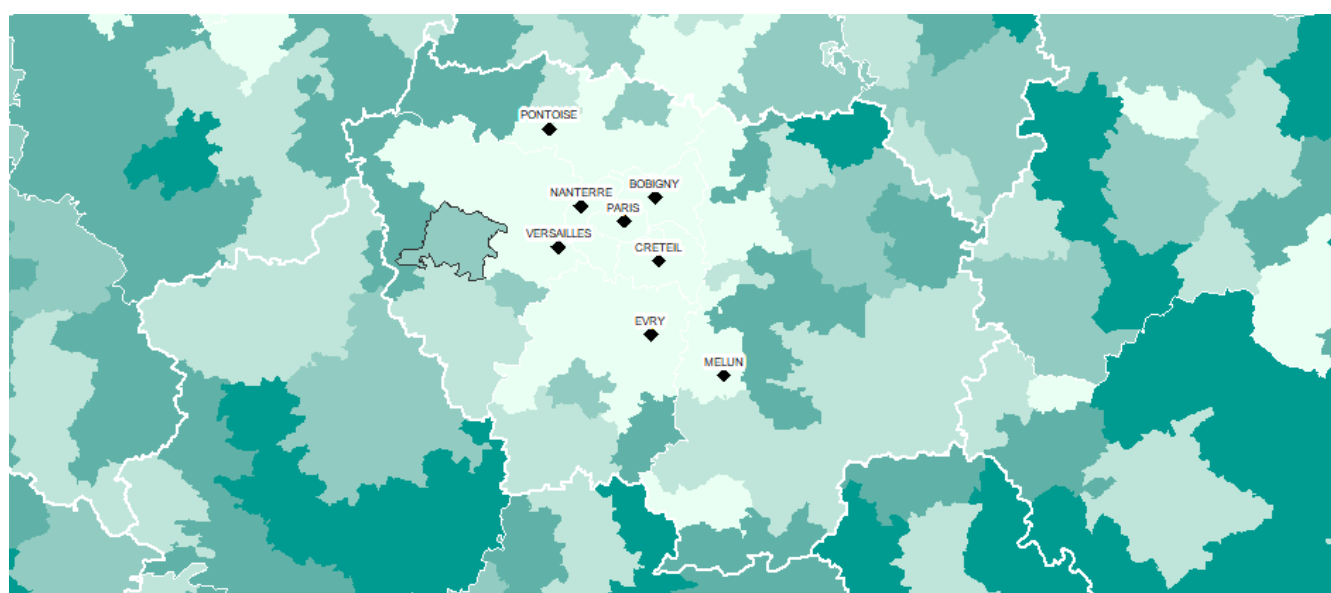 PONTOISE
BOBIGNY
NANTERRE
PARIS
VERSAILLES
CRETEIL
EVRY
MELUN